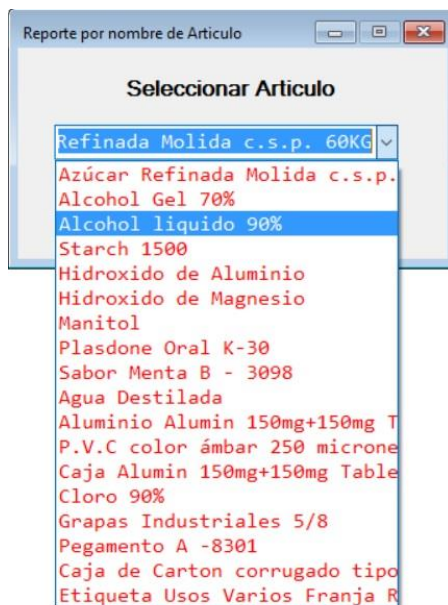 Reporte por nombre de Articulo
Seleccionar Articulo
Refinada Molida c.s.p. 60KG
Azúcar Refinada Molida c.s.p.
Alcohol Gel 70%
Alcohol liquido 90%
Starch 1500
Hidroxido de Aluminio
Hidroxido de Magnesio
Manitol
Plasdone Oral K-30
Sabor Menta B - 3098
Agua Destilada
Aluminio Alumin 150mg+150mg T
P.V.C color ámbar 250 microne
Caja Alumin 150mg+150mg Table
Cloro 90%
Grapas Industriales 5/8
Pegamento A -8301
Caja de Carton corrugado tipo
Etiqueta Usos Varios Franja R